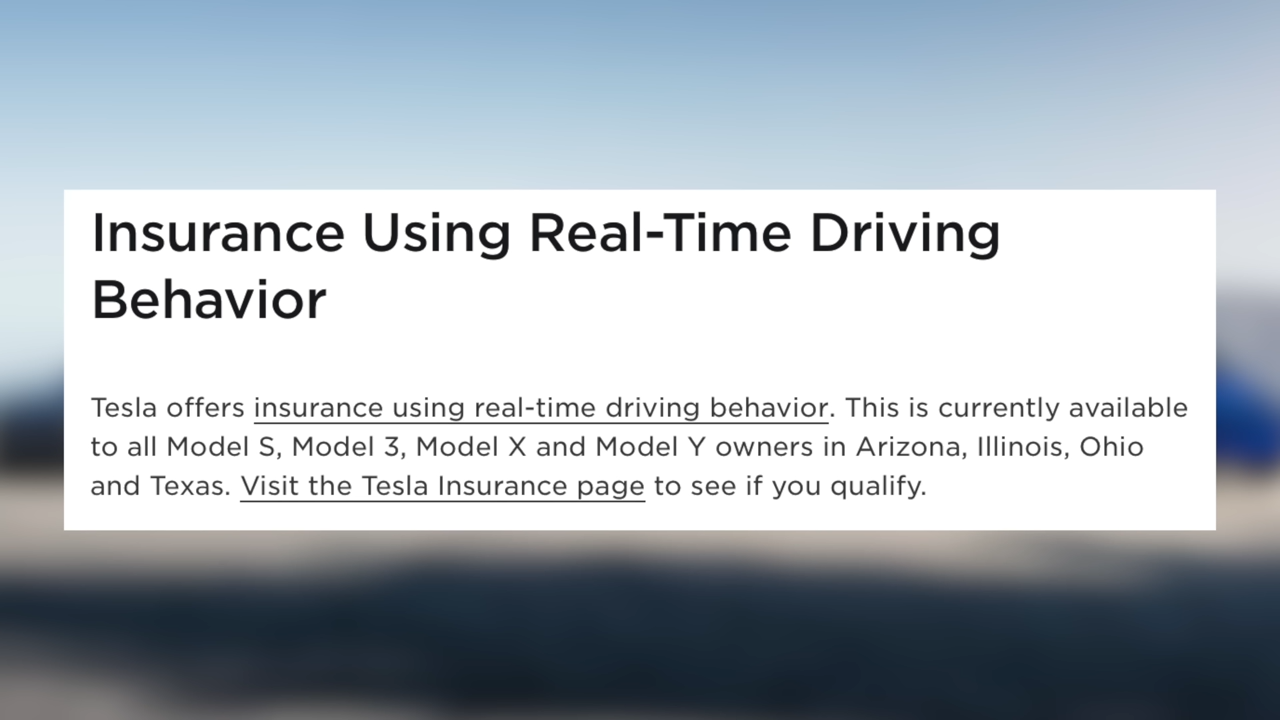 Insurance Using Real-Time Driving
Behavior
Tesla offers insurance using real-time driving behavior. This is currently available
to all Model S, Model 3, Model X and Model Y owners in Arizona, Illinois, Ohio
and Texas. Visit the Tesla Insurance page to see if you qualify.